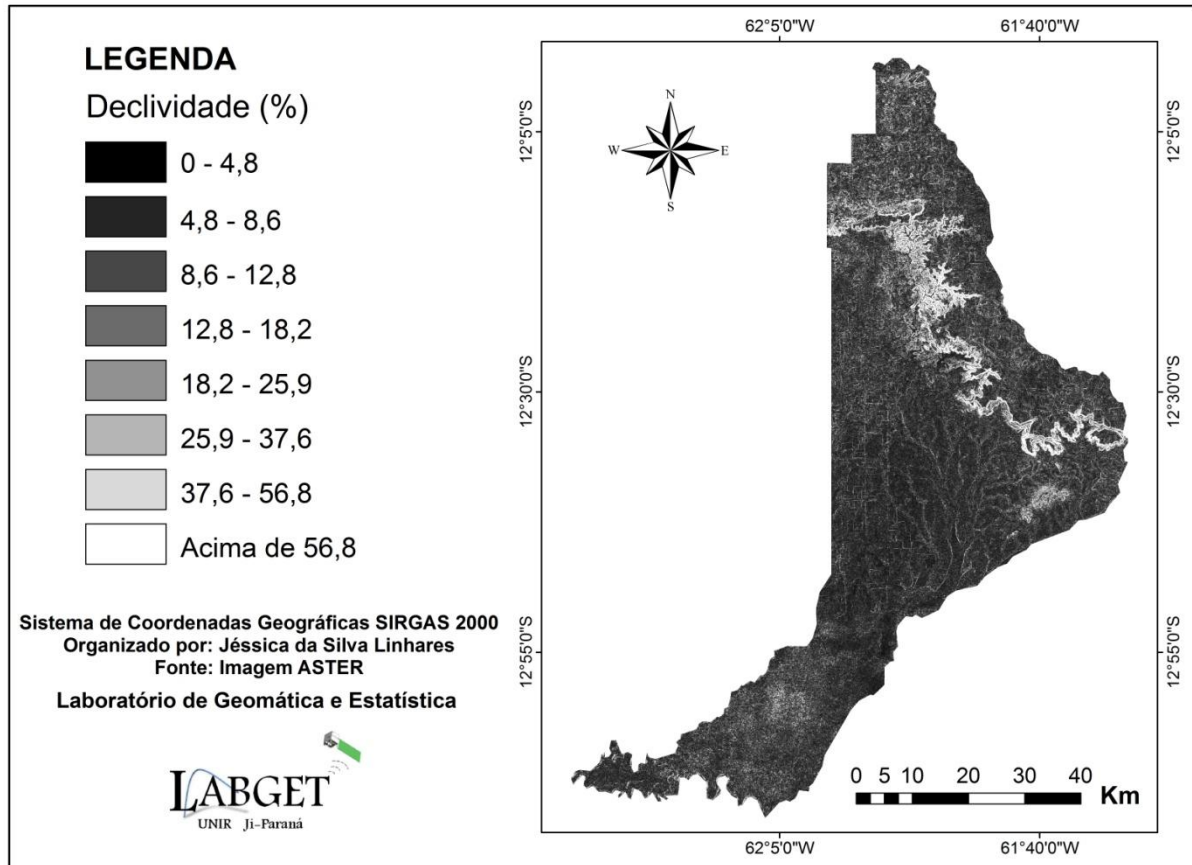 LEGENDA
Declividade (%)
0 - 4,8
4,8 - 8,6
8,6 - 12,8
12,8 - 18,2
18,2 - 25,9
25,9 - 37,6
37,6 - 56,8
Acima de 56,8
Sistema de Coordenadas Geográficas SIRGAS 2000
Organizado por: Jéssica da Silva Linhares
Fonte: Imagem ASTER
Laboratório de Geomática e Estatística
LABGET
UNIR Ji-Paraná
62°5'0"W 61°40'0"W
N
W E
S
12°5'0"S 12°5'0"S
12°30'0"S 12°30'0"S
12°55'0"S 12°55'0"S
0 5 10 20 30 40
Km
62°5'0"W 61°40'0"W